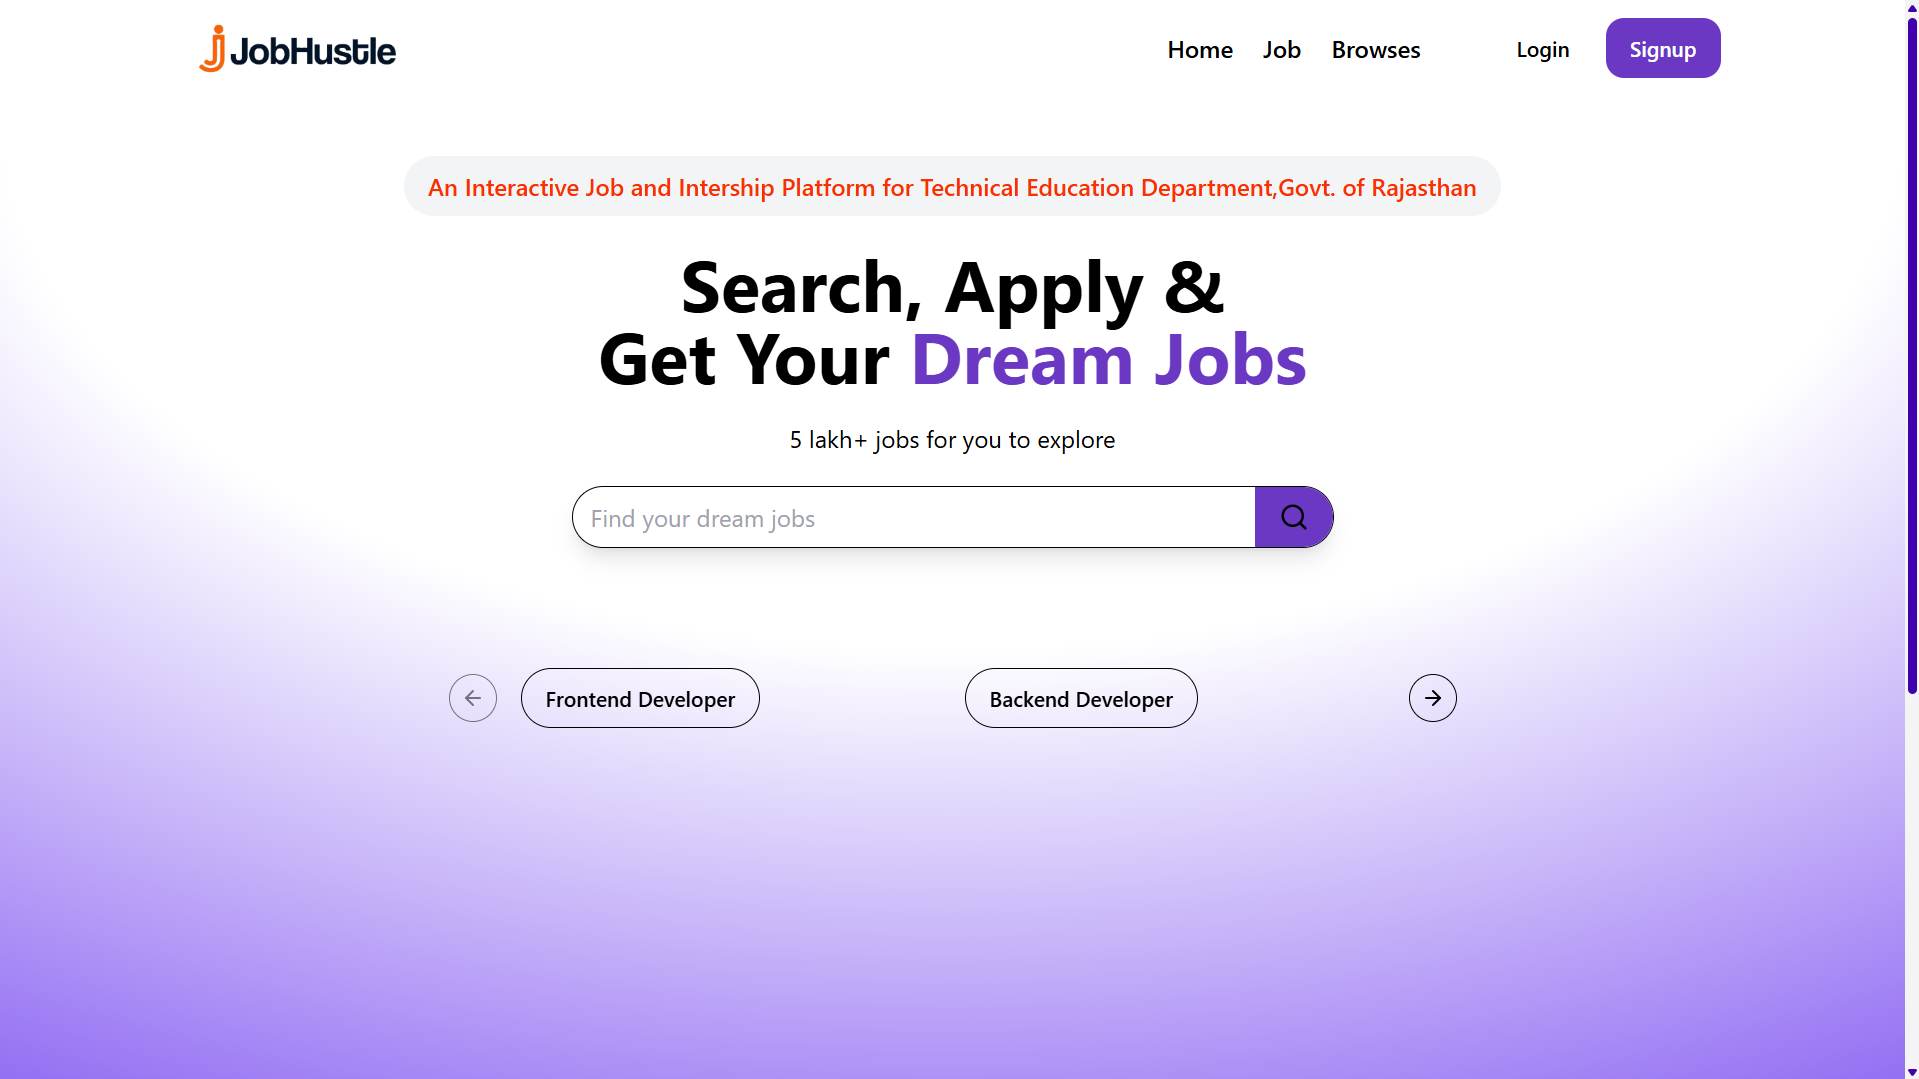 JobHustle
Home Job Browses Login Signup
An Interactive Job and Intership Platform for Technical Education Department,Govt. of Rajasthan
Search, Apply &
Get Your Dream Jobs
5 lakh+ jobs for you to explore
Find your dream jobs
Frontend Developer Backend Developer